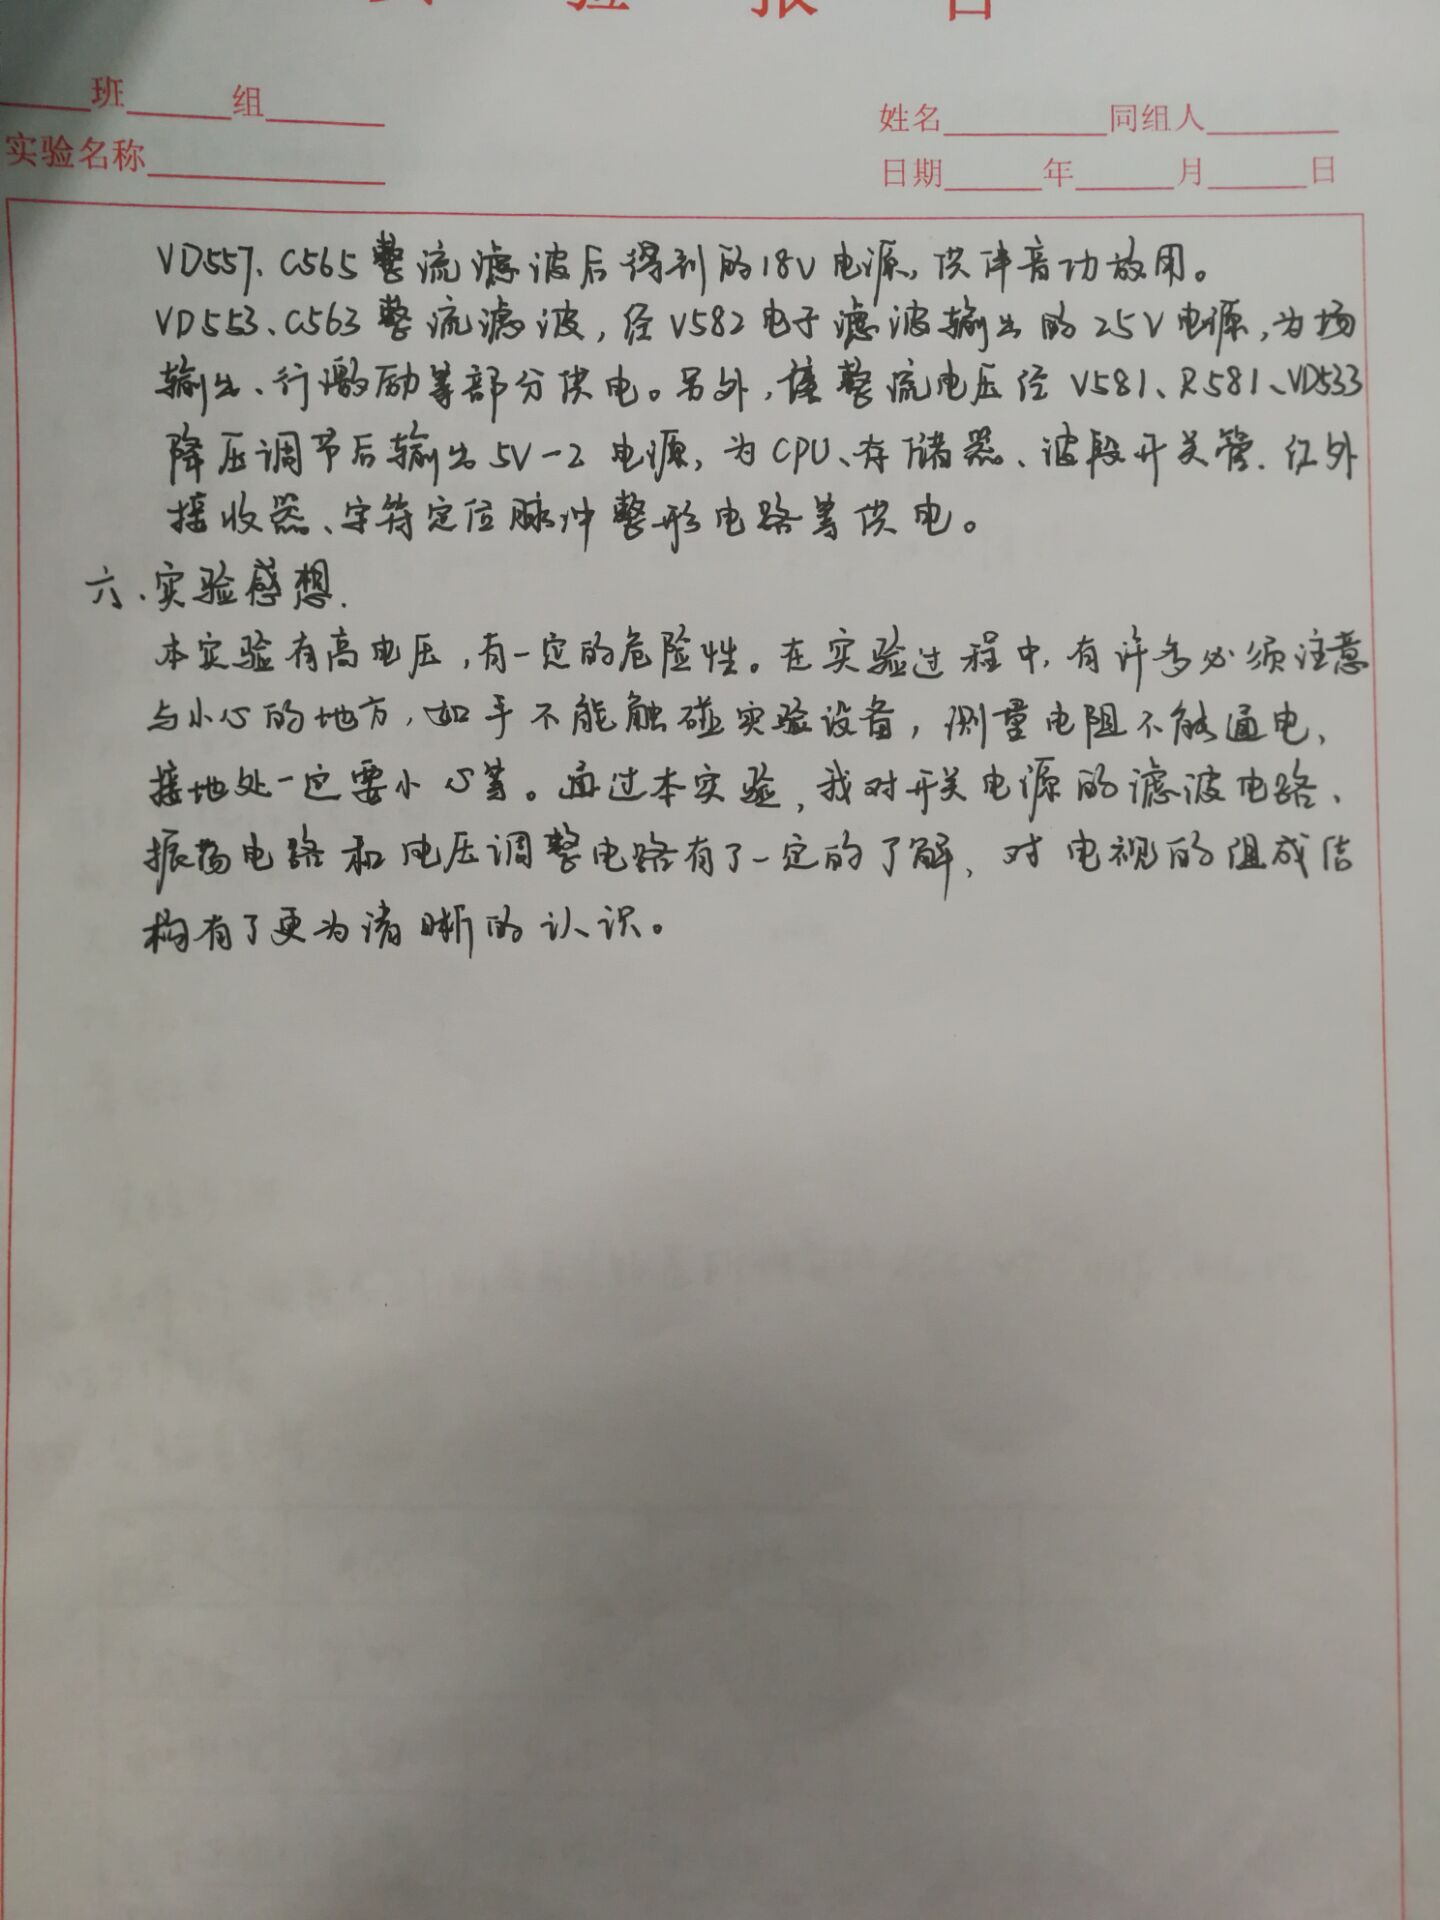 实 验 报 告
班 组
姓名 同组人
实验名称
日期 年 月 日
VD557、C565整流滤波后得到的18V电源,供伴音功放用。
VD553、C563整流滤波,经V582电子滤波输出的25V电源,为场
输出、行激励等部分供电。另外,该整流电压经V581、R581、VD533
降压调节后输出5V-2电源,为CPU、存储器、波段开关管、红外
接收器、字符定位脉冲整形电路等供电。
六、实验感想.
本实验有高电压,有一定的危险性。在实验过程中,有许多必须注意
与小心的地方,如手不能触碰实验设备,测量电阻不能通电、
接地处一定要小心等。通过本实验,我对开关电源的滤波电路、
振荡电路和电压调整电路有了一定的了解,对电视的组成结
构有了更为清晰的认识。